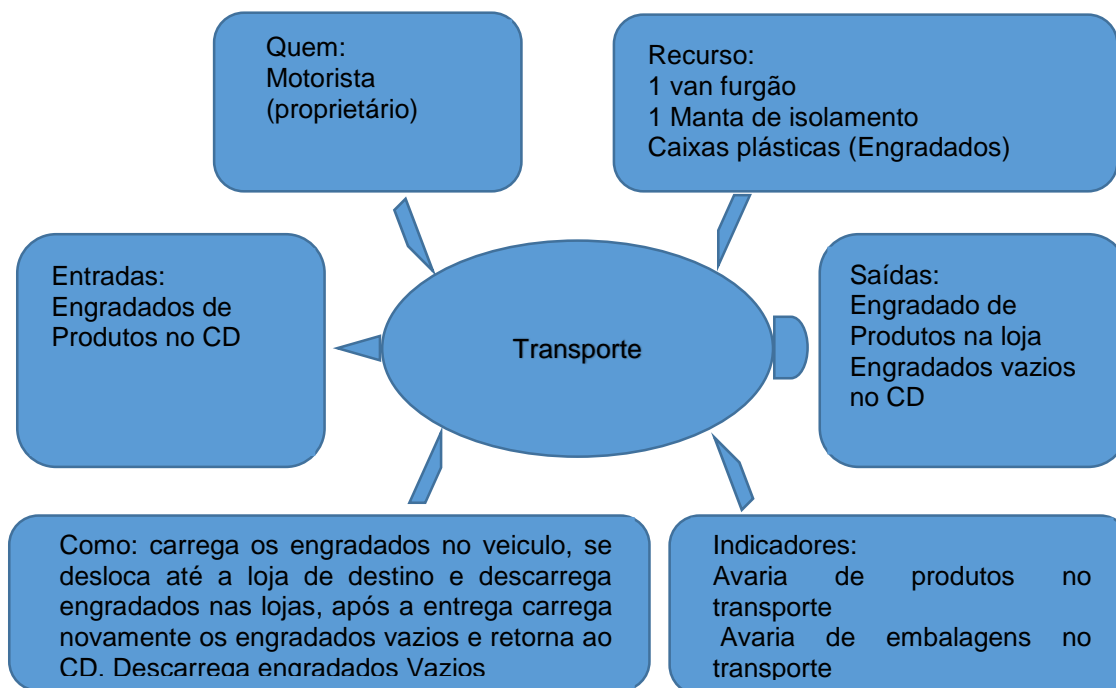 Quem:
Motorista
(proprietário)
Recurso:
1 van furgão
1 Manta de isolamento
Caixas plásticas (Engradados)
Entradas:
Engradados de
Produtos no CD
Transporte
Saídas:
Engradado de
Produtos na loja
Engradados vazios
no CD
Como: carrega os engradados no veiculo, se
desloca até a loja de destino e descarrega
engradados nas lojas, após a entrega carrega
novamente os engradados vazios e retorna ao
CD. Descarrega engradados Vazios
Indicadores:
Avaria de produtos no
transporte
Avaria de embalagens no
transporte